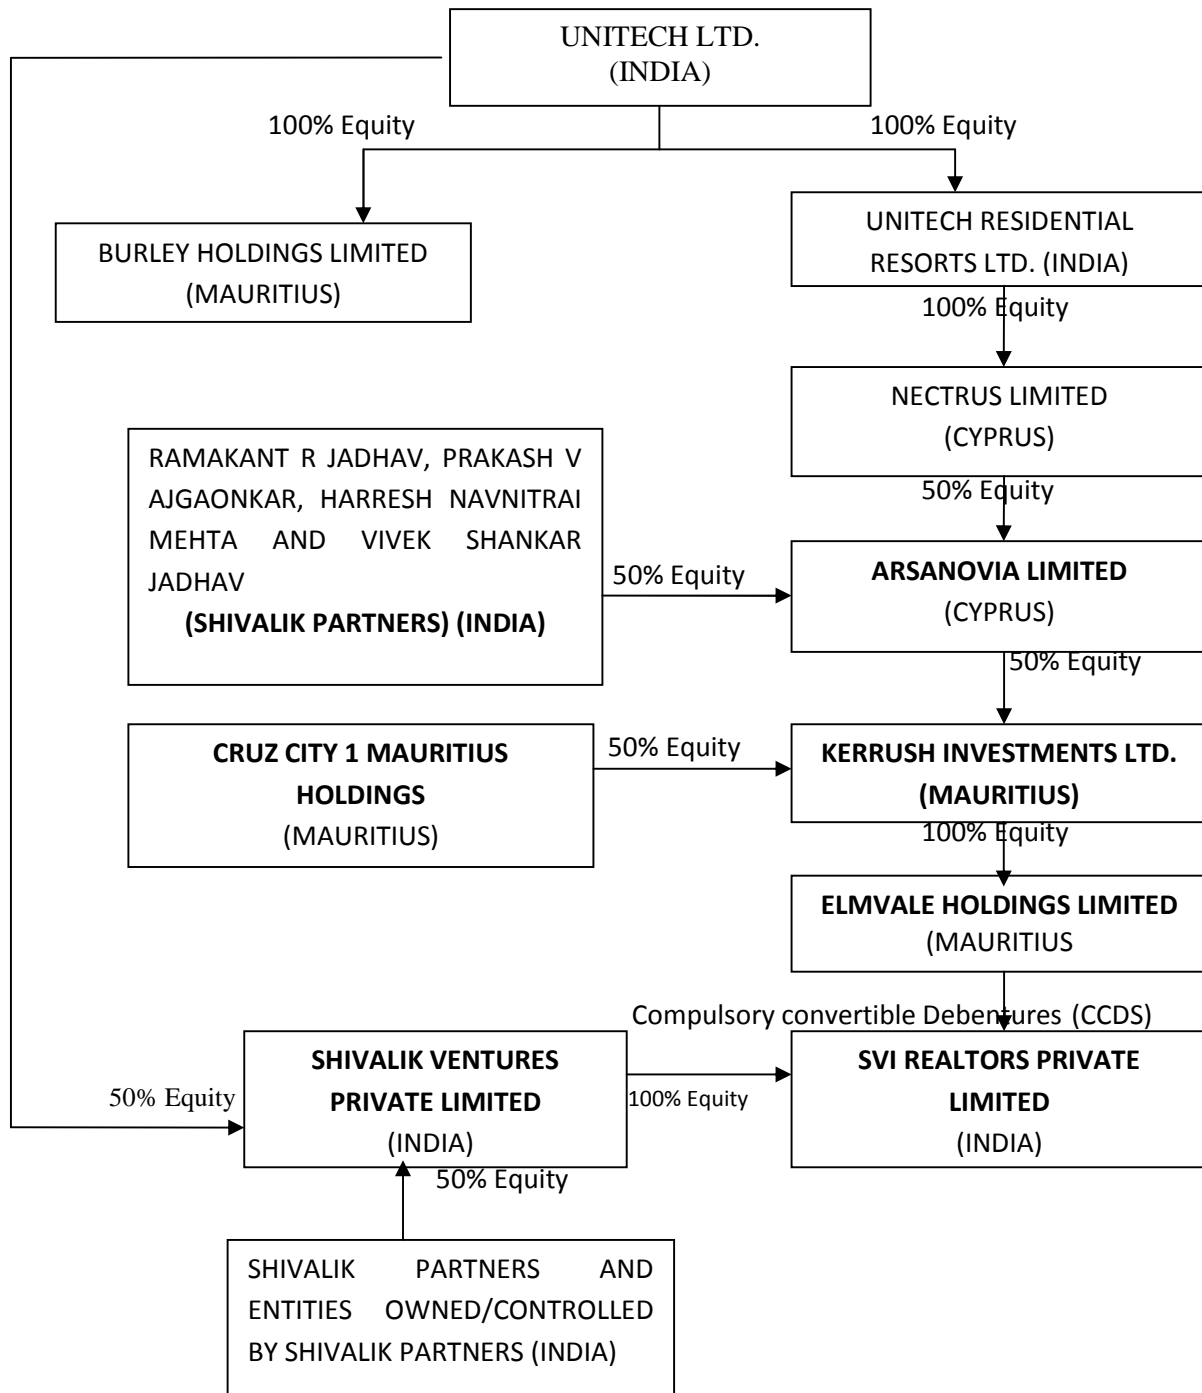 UNITECH LTD.
(INDIA)
100% Equity
100% Equity
BURLEY HOLDINGS LIMITED
(MAURITIUS)
UNITECH RESIDENTIAL
RESORTS LTD. (INDIA)
100% Equity
NECTRUS LIMITED
(CYPRUS)
50% Equity
RAMAKANT R JADHAV, PRAKASH V
AJGAONKAR, HARRESH NAVNITRAI
MEHTA AND VIVEK SHANKAR
JADHAV
(SHIVALIK PARTNERS) (INDIA)
50% Equity
ARSANOVIA LIMITED
(CYPRUS)
50% Equity
CRUZ CITY 1 MAURITIUS
HOLDINGS
(MAURITIUS)
50% Equity
KERRUSH INVESTMENTS LTD.
(MAURITIUS)
100% Equity
ELMVALE HOLDINGS LIMITED
(MAURITIUS
Compulsory convertible Debentures (CCDS)
50% Equity
SHIVALIK VENTURES
PRIVATE LIMITED
(INDIA)
100% Equity
SVI REALTORS PRIVATE
LIMITED
(INDIA)
50% Equity
SHIVALIK PARTNERS AND
ENTITIES OWNED/CONTROLLED
BY SHIVALIK PARTNERS (INDIA)